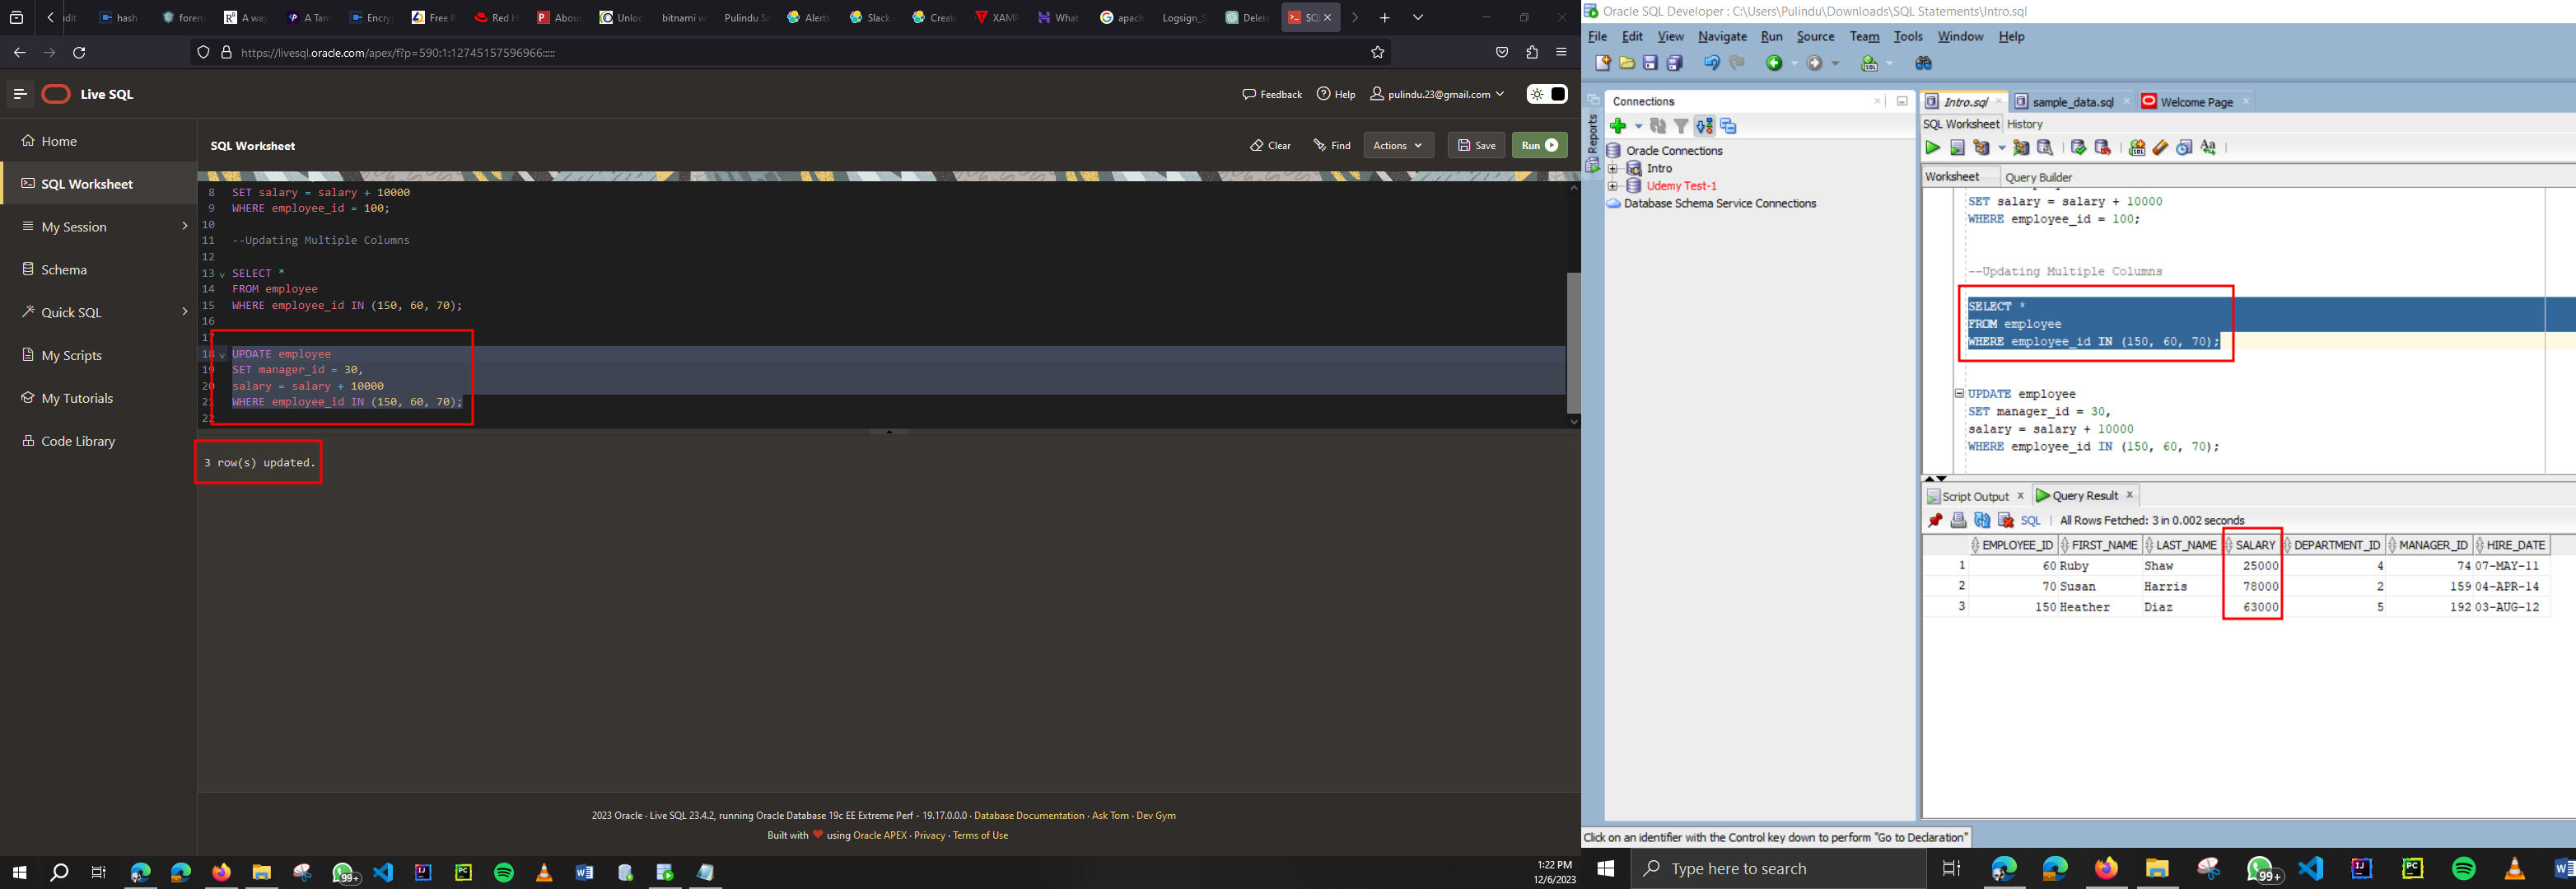 udit
hash
foren
A way
A Tam
Encry
Free R
Red H
About
Unlo
bitnami w
Pulindu Sa
Alerts
Slack
Create
XAMP
What
apach
Logsign_S
Delete
SQL
https://livesql.oracle.com/apex/f?p=590:1:12745157596966:::::
Live SQL
Feedback
Help
pulindu.23@gmail.com
Home
SQL Worksheet
My Session
Schema
Quick SQL
My Scripts
My Tutorials
Code Library
SQL Worksheet
Clear
Find
Actions
Save
Run
8 SET salary = salary + 10000
9 WHERE employee_id = 100;
10
11 --Updating Multiple Columns
12
13 SELECT *
14 FROM employee
15 WHERE employee_id IN (150, 60, 70);
16
17
18 UPDATE employee
19 SET manager_id = 30,
20 salary = salary + 10000
21 WHERE employee_id IN (150, 60, 70);
22
3 row(s) updated.
2023 Oracle · Live SQL 23.4.2, running Oracle Database 19c EE Extreme Perf - 19.17.0.0.0 · Database Documentation · Ask Tom · Dev Gym
Built with ❤ using Oracle APEX · Privacy · Terms of Use
99+
1:22 PM
12/6/2023
Oracle SQL Developer : C:\Users\Pulindu\Downloads\SQL Statements\Intro.sql
File Edit View Navigate Run Source Team Tools Window Help
Reports
Connections
Oracle Connections
Intro
Udemy Test-1
Database Schema Service Connections
Intro.sql
sample_data.sql
Welcome Page
SQL Worksheet History
Worksheet Query Builder
SET salary = salary + 10000
WHERE employee_id = 100;
--Updating Multiple Columns
SELECT *
FROM employee
WHERE employee_id IN (150, 60, 70);
UPDATE employee
SET manager_id = 30,
salary = salary + 10000
WHERE employee_id IN (150, 60, 70);
Script Output
Query Result
SQL | All Rows Fetched: 3 in 0.002 seconds
EMPLOYEE_ID FIRST_NAME LAST_NAME SALARY DEPARTMENT_ID MANAGER_ID HIRE_DATE
1 60 Ruby Shaw 25000 4 74 07-MAY-11
2 70 Susan Harris 78000 2 159 04-APR-14
3 150 Heather Diaz 63000 5 192 03-AUG-12
Click on an identifier with the Control key down to perform "Go to Declaration"
Type here to search
99+